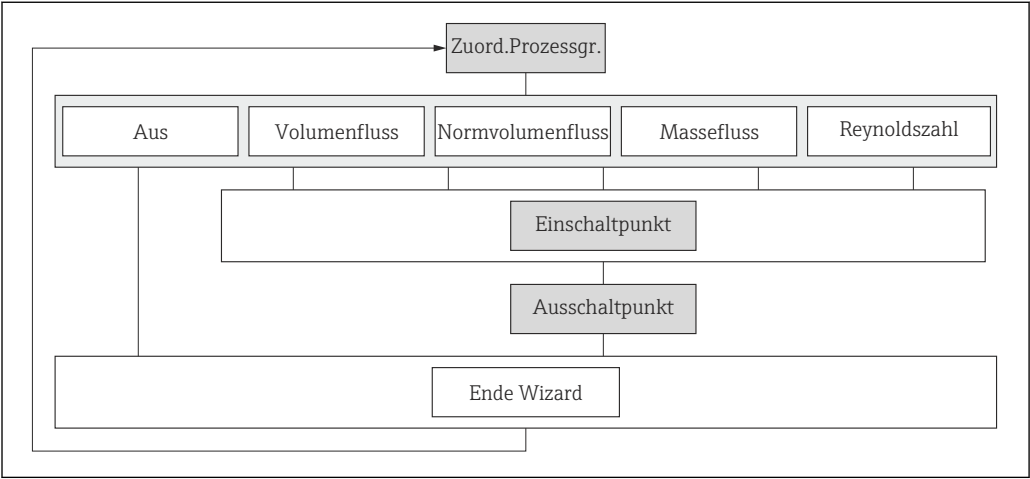 Zuord.Prozessgr.
Aus
Volumenfluss
Normvolumenfluss
Massefluss
Reynoldszahl
Einschaltpunkt
Ausschaltpunkt
Ende Wizard